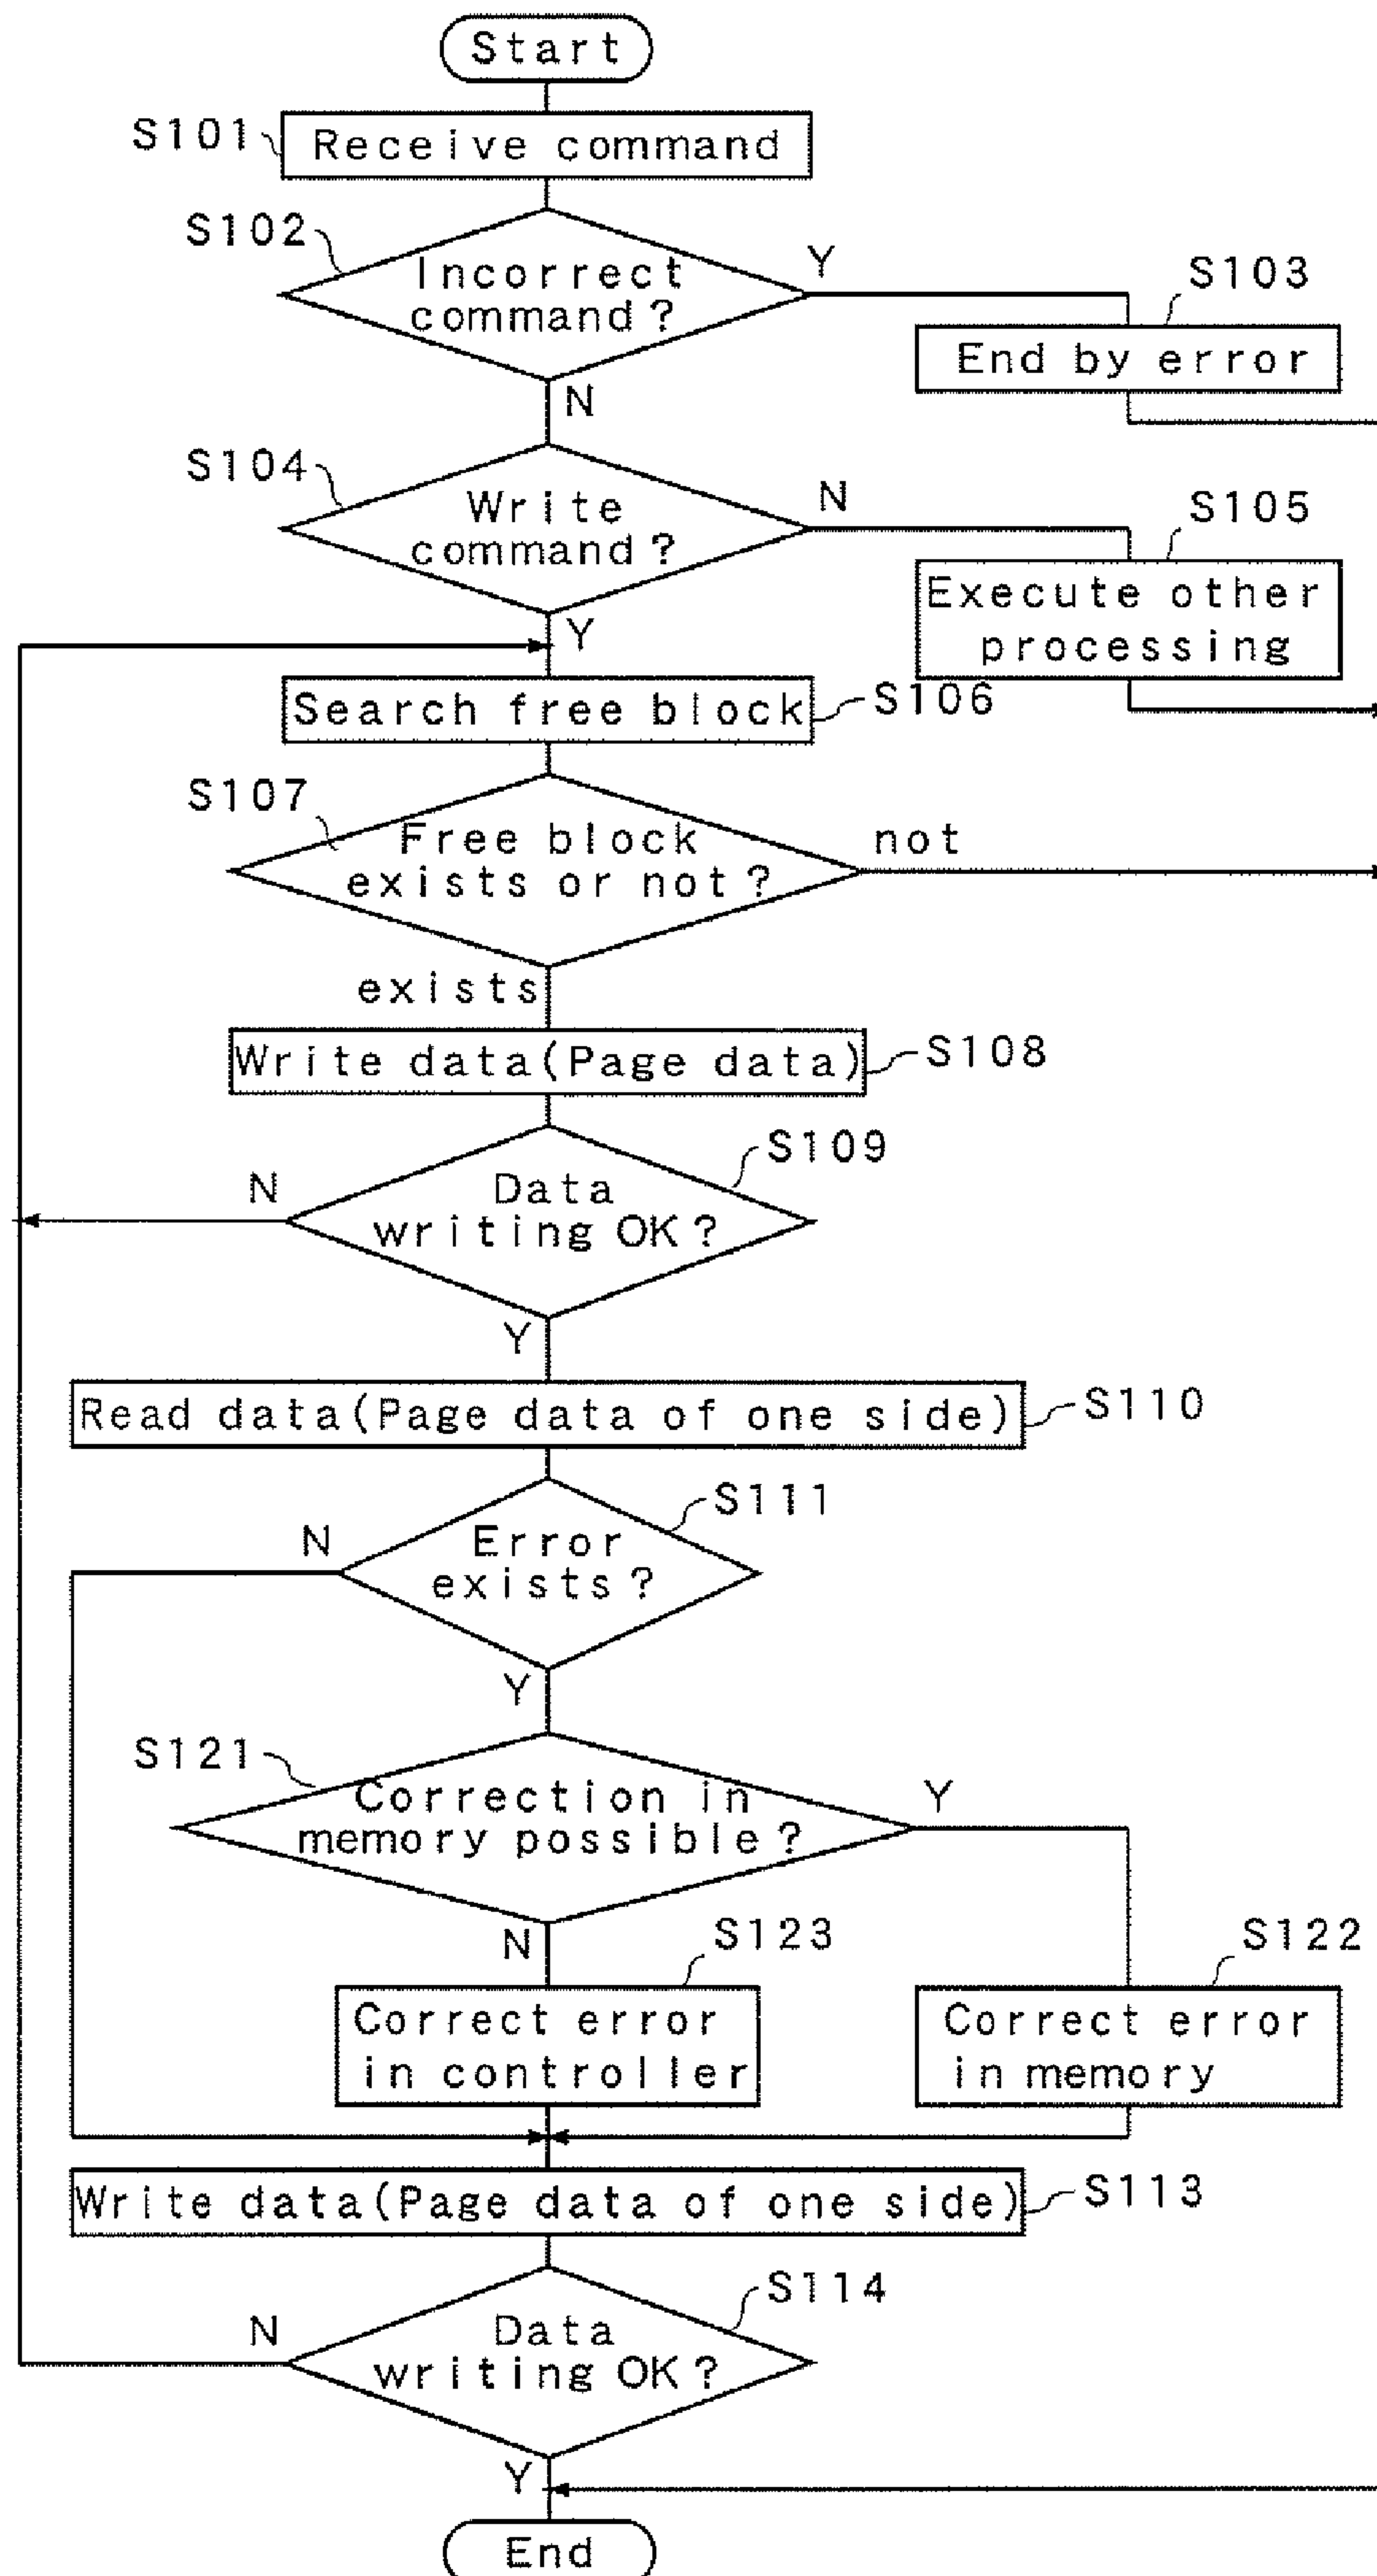 Start
S101
Receive command
S102
Incorrect
command?
Y
N
S103
End by error
S104
Write
command?
N
Y
S105
Execute other
processing
Search free block
S106
S107
Free block
exists or not?
not
exists
Write data(Page data)
S108
S109
Data
writing OK?
N
Y
Read data(Page data of one side)
S110
S111
Error
exists?
N
Y
S121
Correction in
memory possible?
Y
N
S123
Correct error
in controller
S122
Correct error
in memory
Write data(Page data of one side)
S113
S114
Data
writing OK?
N
Y
End